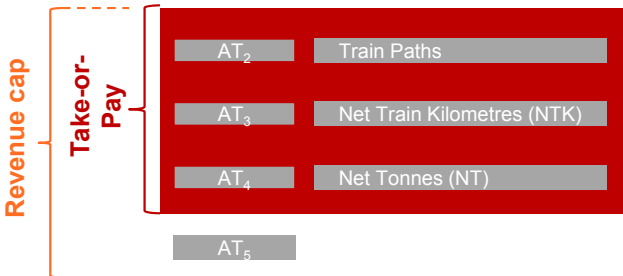 Revenue cap
Take-or-
Pay
AT₂ Train Paths
AT₃ Net Train Kilometres (NTK)
AT₄ Net Tonnes (NT)
AT₅